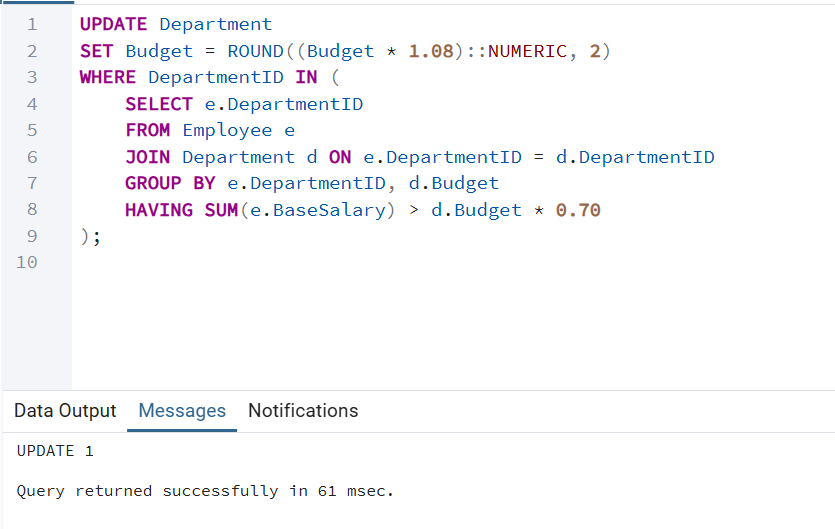 1 UPDATE Department
2 SET Budget = ROUND((Budget * 1.08)::NUMERIC, 2)
3 WHERE DepartmentID IN (
4     SELECT e.DepartmentID
5     FROM Employee e
6     JOIN Department d ON e.DepartmentID = d.DepartmentID
7     GROUP BY e.DepartmentID, d.Budget
8     HAVING SUM(e.BaseSalary) > d.Budget * 0.70
9 );
10
Data Output Messages Notifications
UPDATE 1
Query returned successfully in 61 msec.